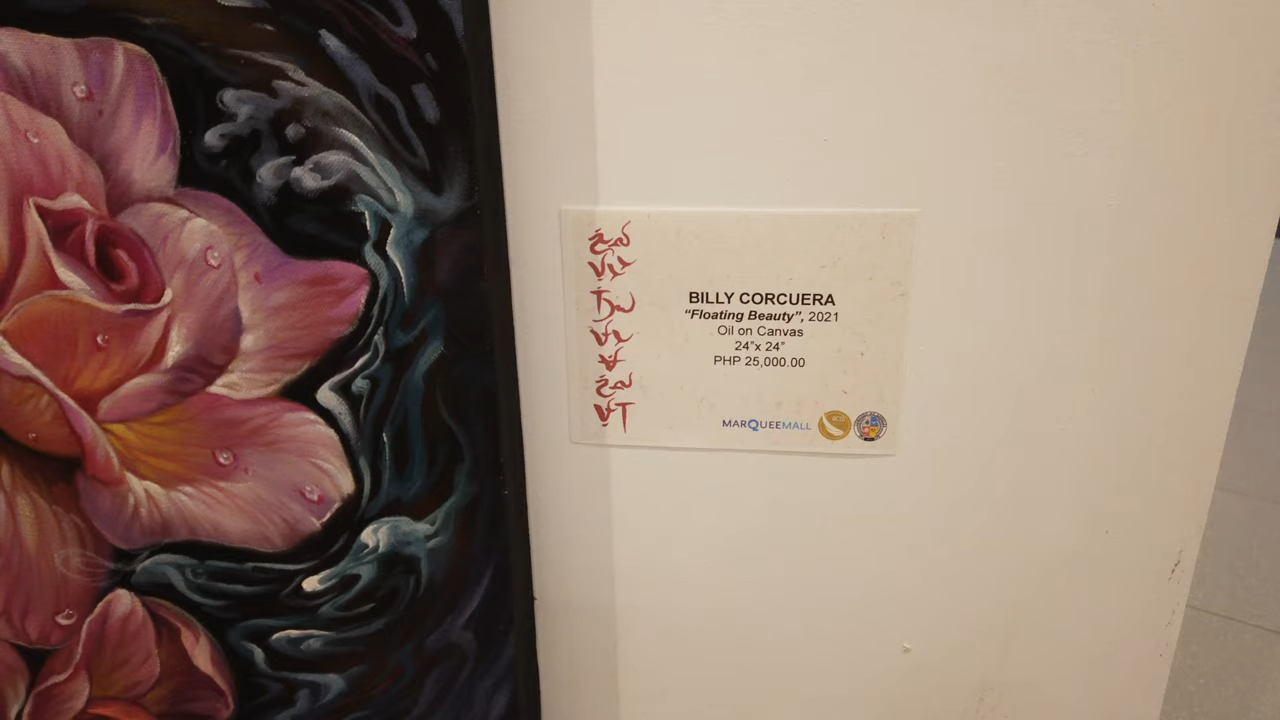 BILLY CORCUERA
“Floating Beauty”, 2021
Oil on Canvas
24”x 24”
PHP 25,000.00
MARQUEEMALL